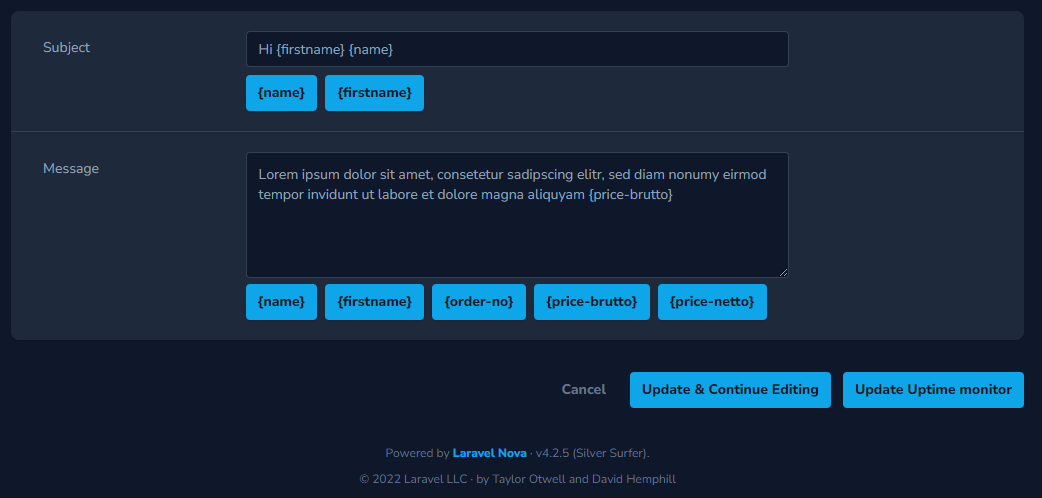 Subject
Hi {firstname} {name}
{name} {firstname}
Message
Lorem ipsum dolor sit amet, consetetur sadipscing elitr, sed diam nonumy eirmod
tempor invidunt ut labore et dolore magna aliquyam {price-brutto}
{name} {firstname} {order-no} {price-brutto} {price-netto}
Cancel Update & Continue Editing Update Uptime monitor
Powered by Laravel Nova · v4.2.5 (Silver Surfer).
© 2022 Laravel LLC · by Taylor Otwell and David Hemphill